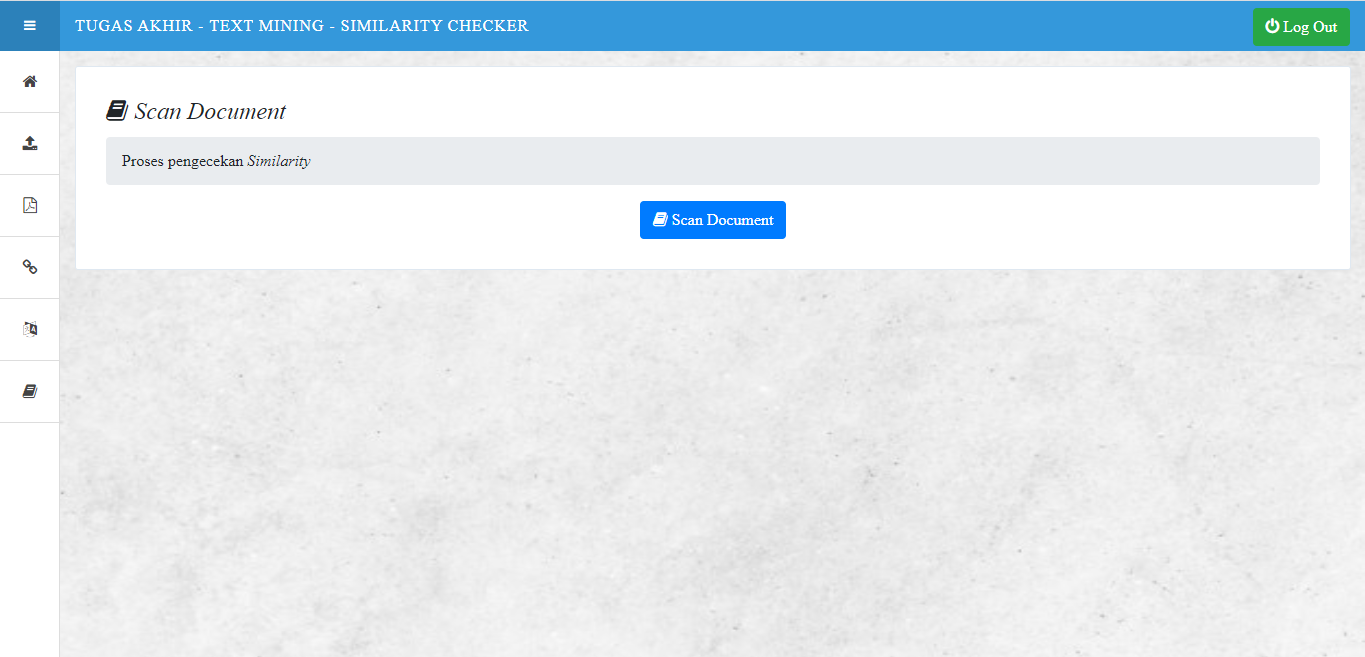 TUGAS AKHIR - TEXT MINING - SIMILARITY CHECKER
Log Out
Scan Document
Proses pengecekan Similarity
Scan Document